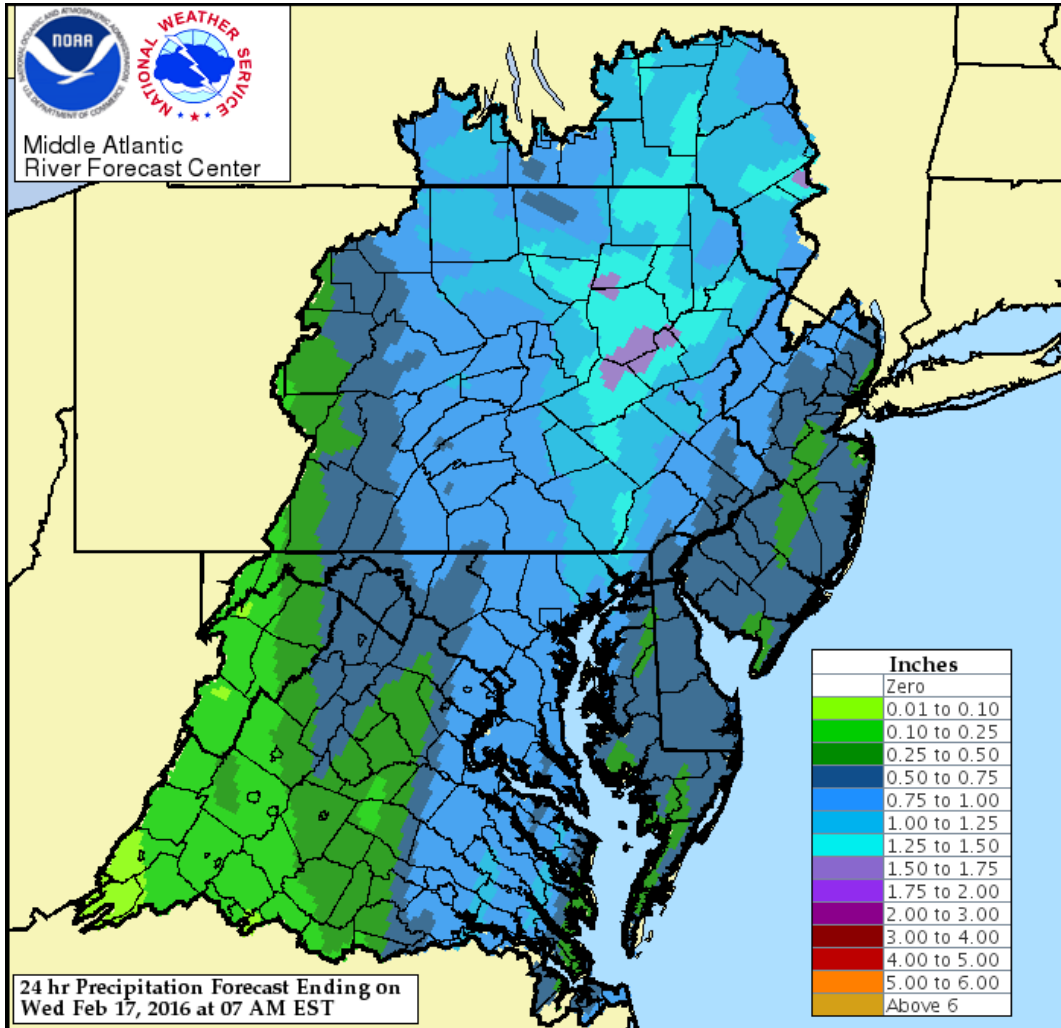 NATIONAL OCEANIC AND ATMOSPHERIC ADMINISTRATION
NOAA
U.S. DEPARTMENT OF COMMERCE
NATIONAL WEATHER SERVICE
Middle Atlantic
River Forecast Center
Inches
Zero
0.01 to 0.10
0.10 to 0.25
0.25 to 0.50
0.50 to 0.75
0.75 to 1.00
1.00 to 1.25
1.25 to 1.50
1.50 to 1.75
1.75 to 2.00
2.00 to 3.00
3.00 to 4.00
4.00 to 5.00
5.00 to 6.00
Above 6
24 hr Precipitation Forecast Ending on
Wed Feb 17, 2016 at 07 AM EST